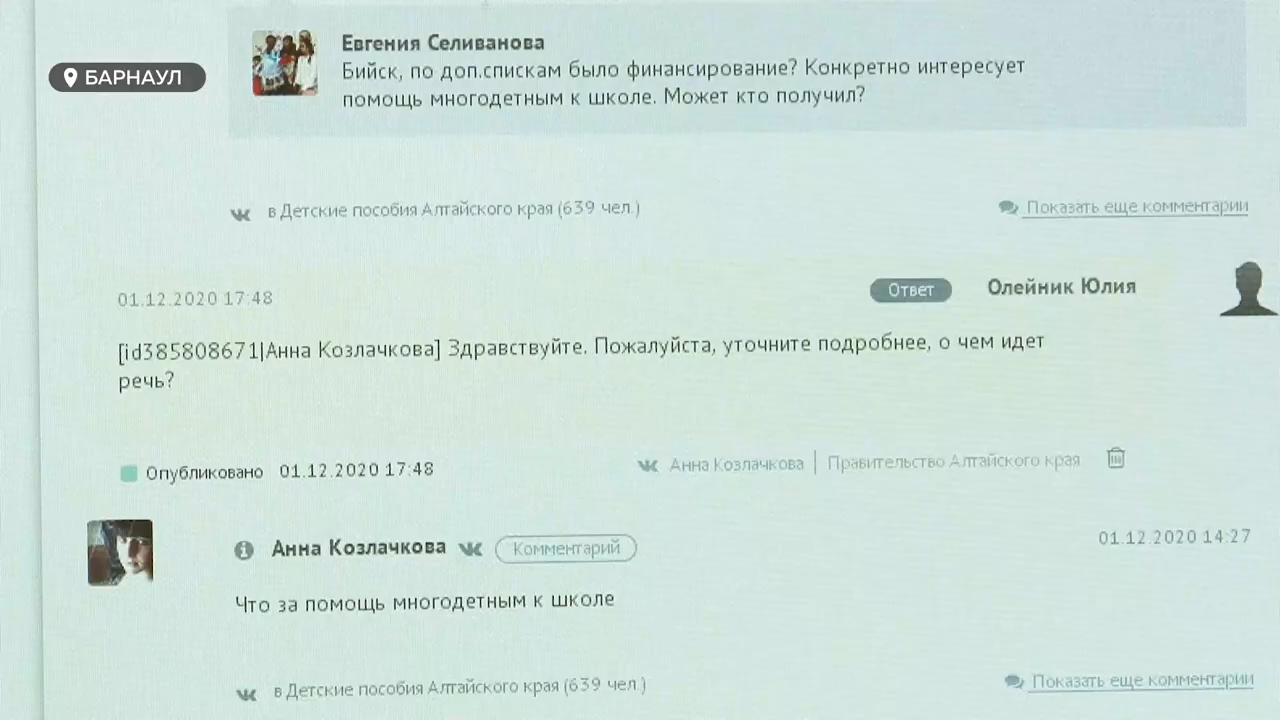 БАРНАУЛ
Евгения Селиванова
Бийск, по доп.спискам было финансирование? Конкретно интересует
помощь многодетным к школе. Может кто получил?
в Детские пособия Алтайского края (639 чел.)
Показать еще комментарии
01.12.2020 17:48
Ответ
Олейник Юлия
[id385808671|Анна Козлачкова] Здравствуйте. Пожалуйста, уточните подробнее, о чем идет
речь?
Опубликовано 01.12.2020 17:48
Анна Козлачкова | Правительство Алтайского края
Анна Козлачкова
Комментарий
01.12.2020 14:27
Что за помощь многодетным к школе
в Детские пособия Алтайского края (639 чел.)
Показать еще комментарии